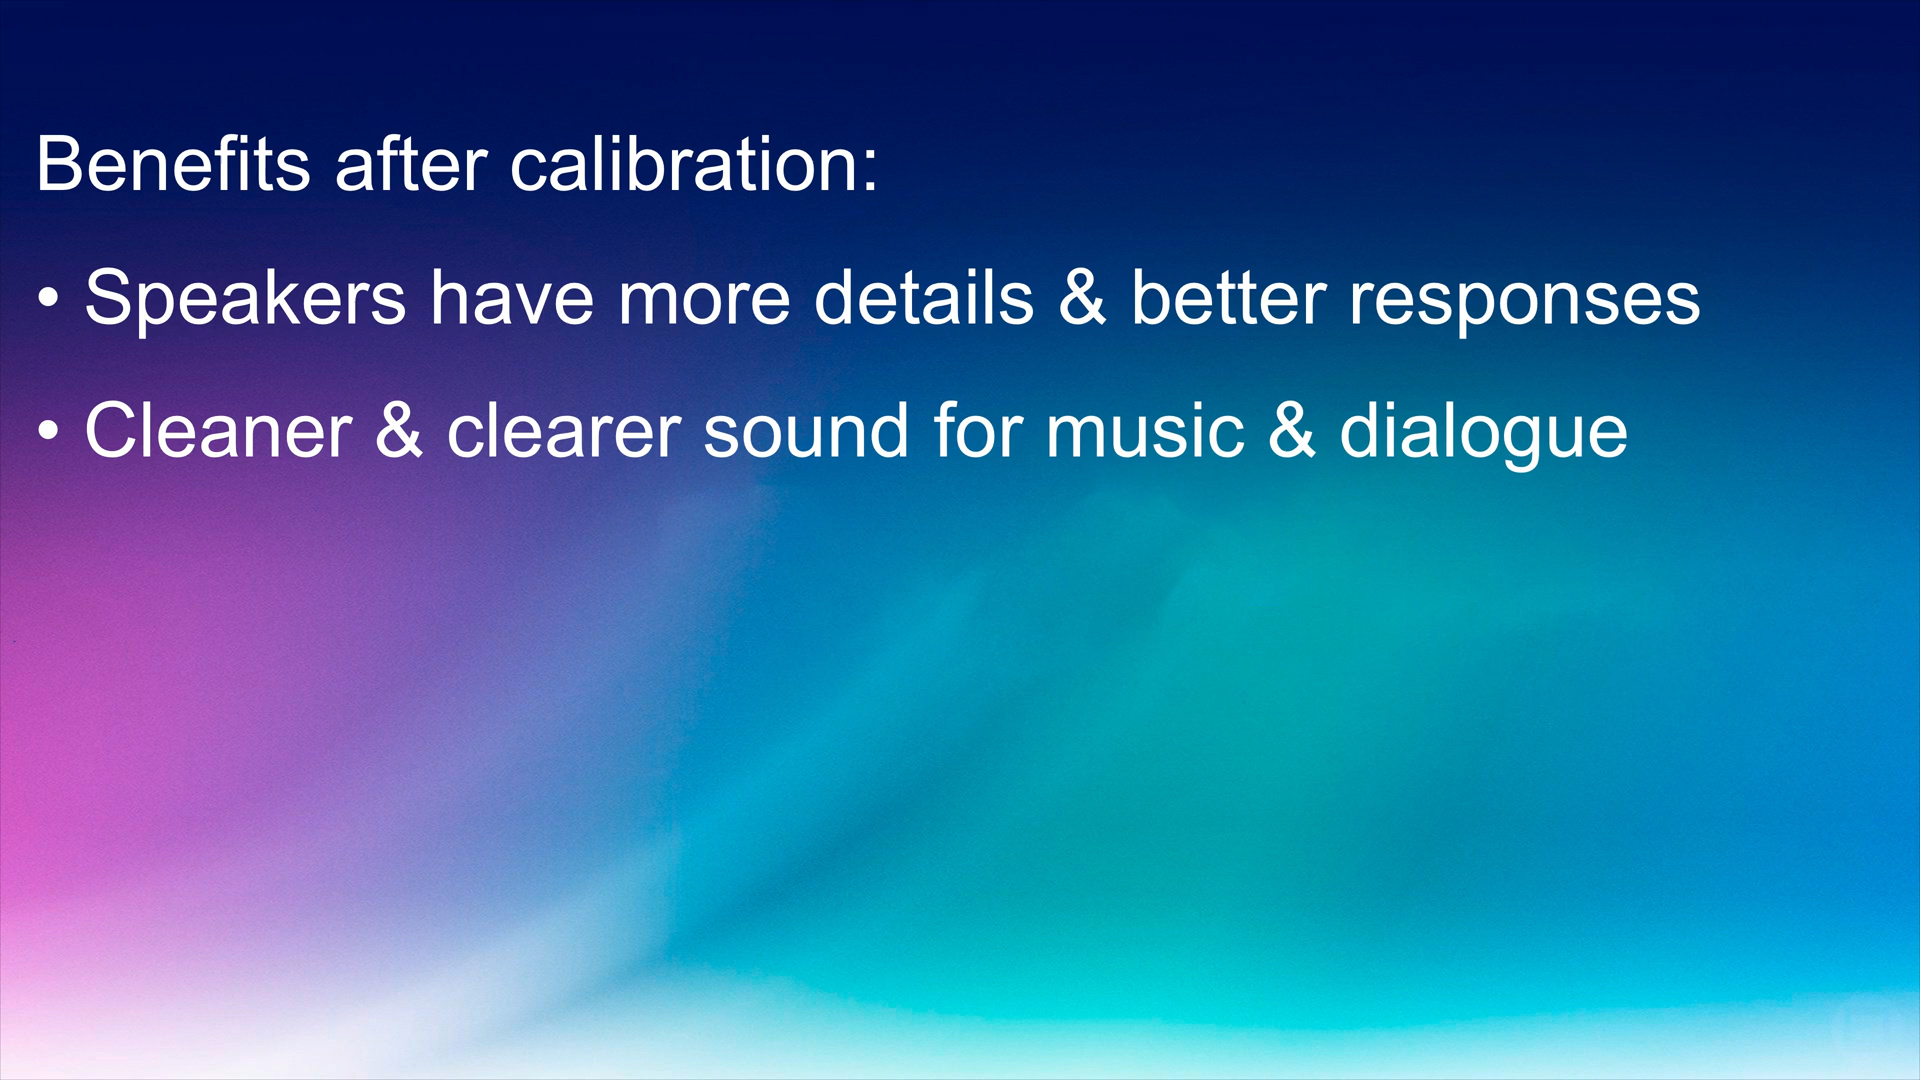 Benefits after calibration:
• Speakers have more details & better responses
• Cleaner & clearer sound for music & dialogue